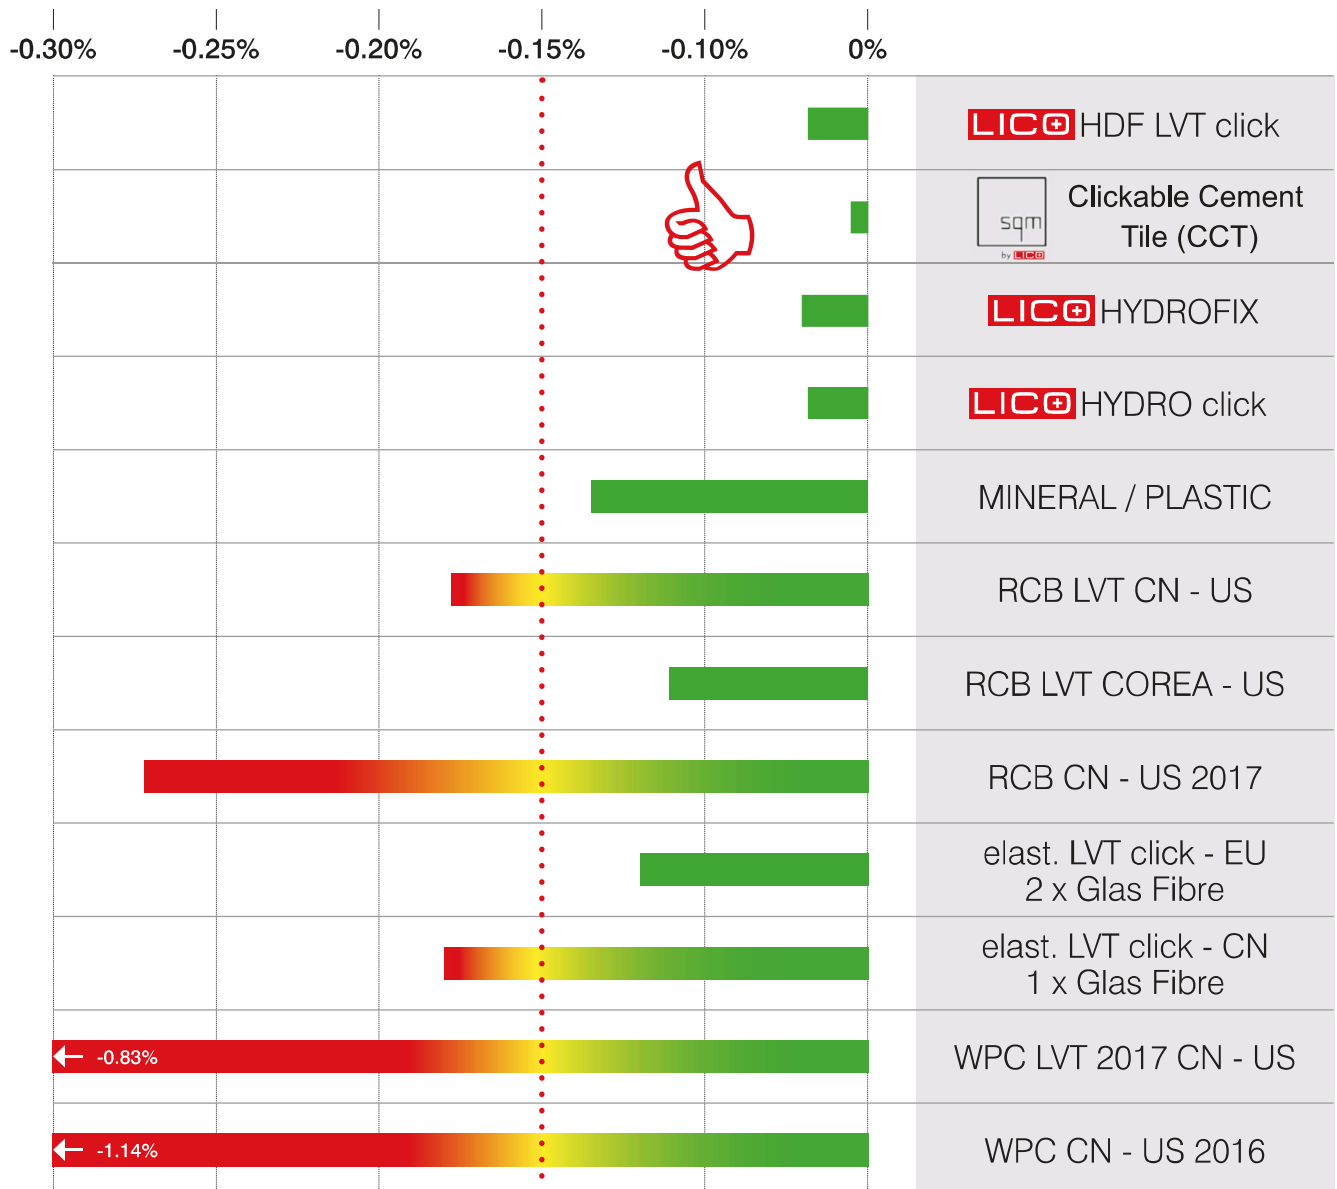 -0.30% -0.25% -0.20% -0.15% -0.10% 0%
LICO HDF LVT click
sqm
by LICO
Clickable Cement
Tile (CCT)
LICO HYDROFIX
LICO HYDRO click
MINERAL / PLASTIC
RCB LVT CN - US
RCB LVT COREA - US
RCB CN - US 2017
elast. LVT click - EU
2 x Glas Fibre
elast. LVT click - CN
1 x Glas Fibre
-0.83%
WPC LVT 2017 CN - US
-1.14%
WPC CN - US 2016